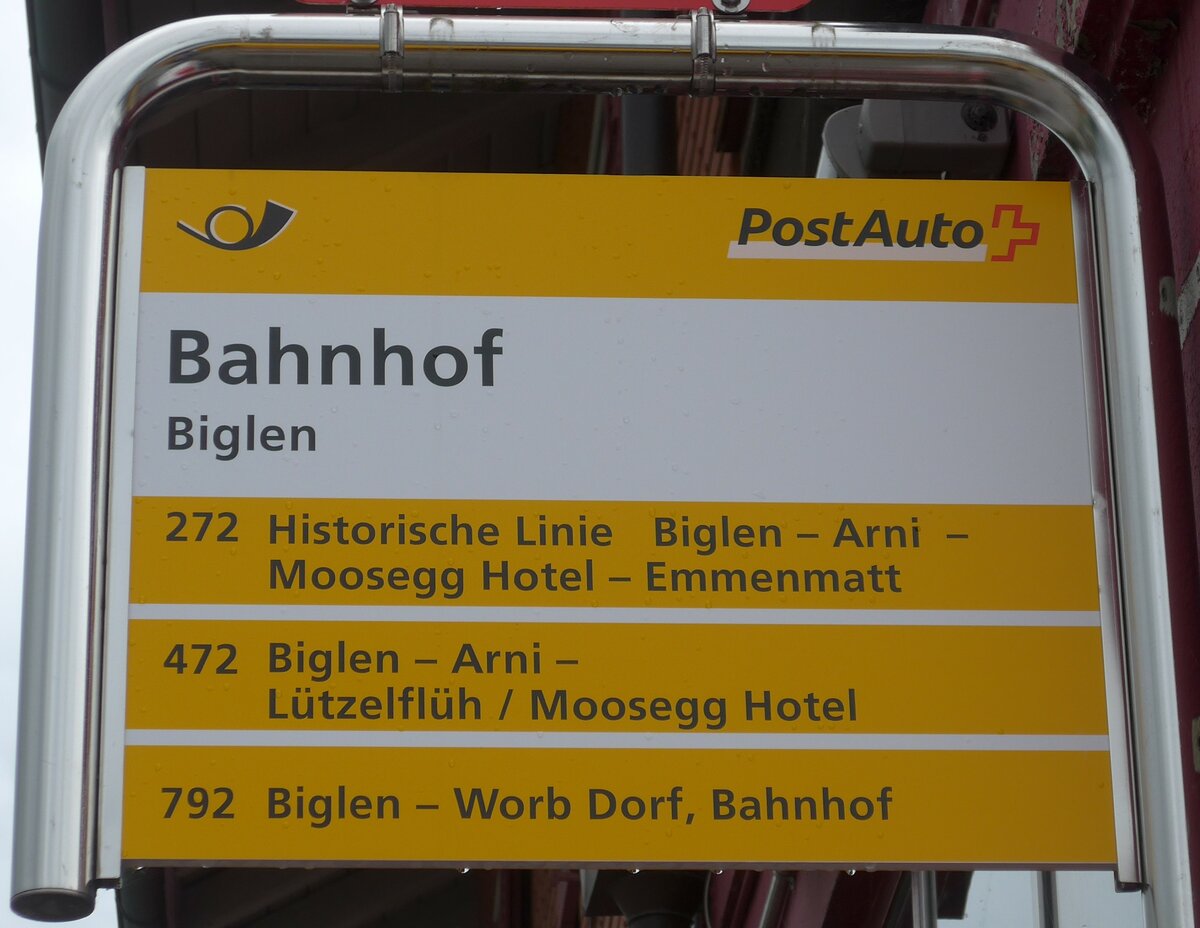 PostAuto
Bahnhof
Biglen
272 Historische Linie Biglen – Arni –
Moosegg Hotel – Emmenmatt
472 Biglen – Arni –
Lützelflüh / Moosegg Hotel
792 Biglen – Worb Dorf, Bahnhof